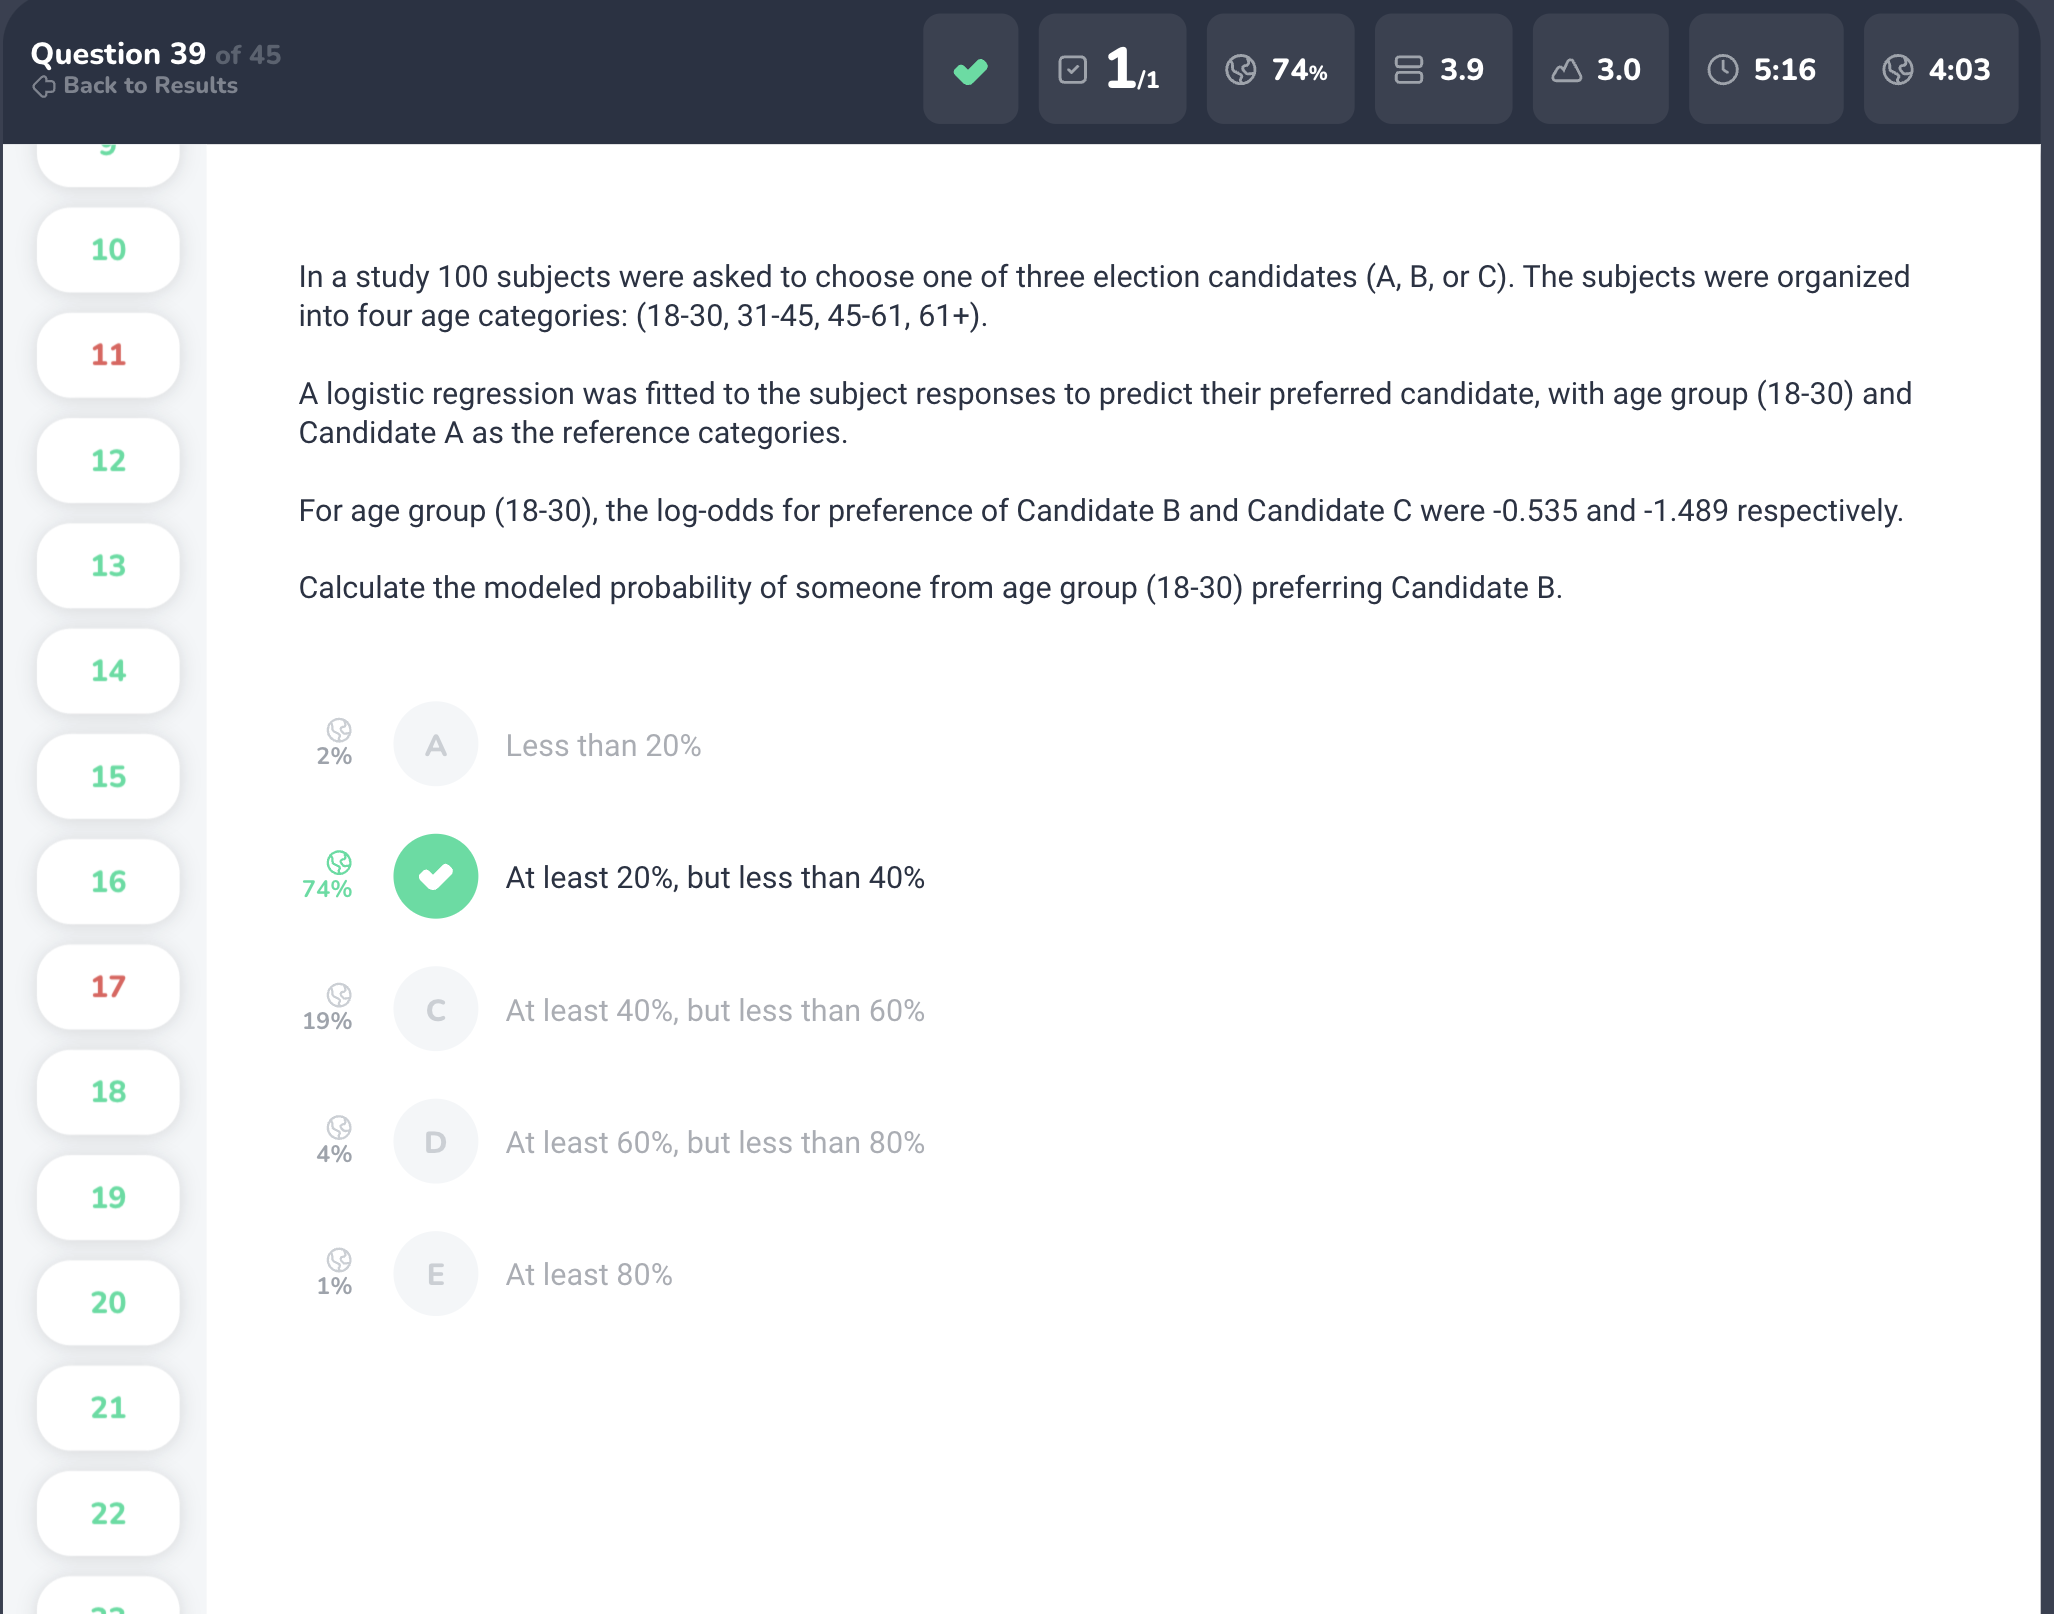 Question 39 of 45
Back to Results
1/1
74%
3.9
3.0
5:16
4:03
9
10
11
12
13
14
15
16
17
18
19
20
21
22
In a study 100 subjects were asked to choose one of three election candidates (A, B, or C). The subjects were organized
into four age categories: (18-30, 31-45, 45-61, 61+).
A logistic regression was fitted to the subject responses to predict their preferred candidate, with age group (18-30) and
Candidate A as the reference categories.
For age group (18-30), the log-odds for preference of Candidate B and Candidate C were -0.535 and -1.489 respectively.
Calculate the modeled probability of someone from age group (18-30) preferring Candidate B.
2% A Less than 20%
74% At least 20%, but less than 40%
19% C At least 40%, but less than 60%
4% D At least 60%, but less than 80%
1% E At least 80%